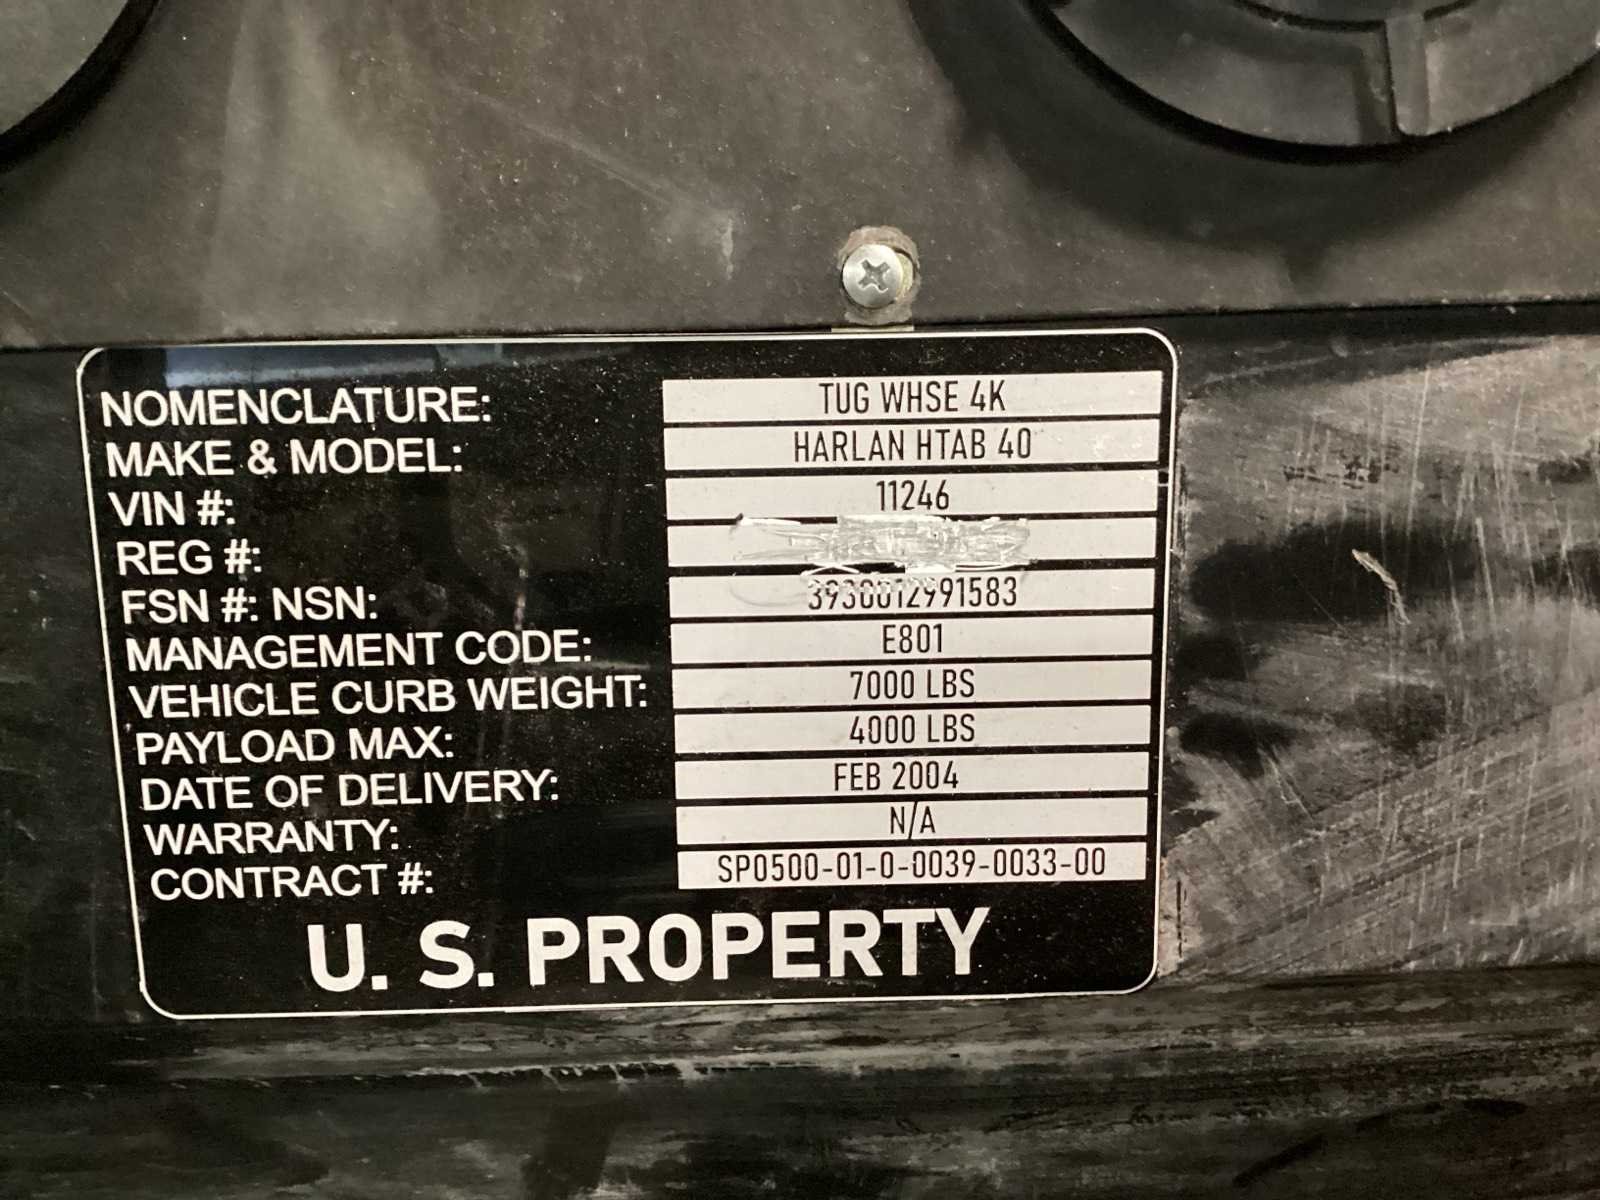 NOMENCLATURE: TUG WHSE 4K
MAKE & MODEL: HARLAN HTAB 40
VIN #: 11246
REG #:
FSN #: NSN: 3930012991583
MANAGEMENT CODE: E801
VEHICLE CURB WEIGHT: 7000 LBS
PAYLOAD MAX: 4000 LBS
DATE OF DELIVERY: FEB 2004
WARRANTY: N/A
CONTRACT #: SP0500-01-0-0039-0033-00
U. S. PROPERTY